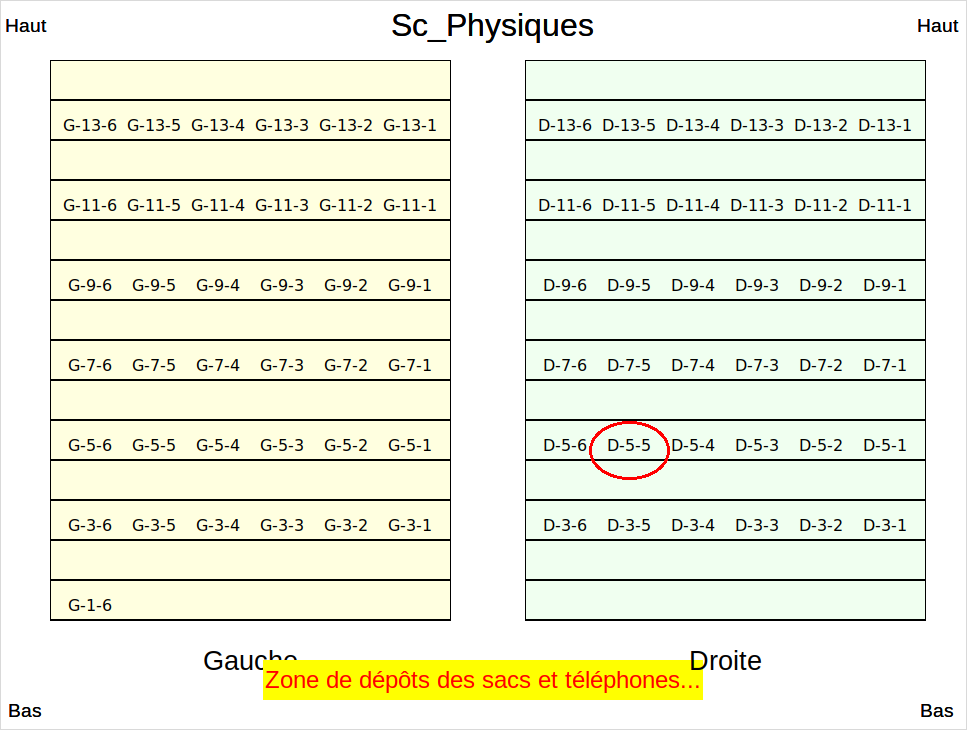 Haut Sc_Physiques Haut
G-13-6 G-13-5 G-13-4 G-13-3 G-13-2 G-13-1 D-13-6 D-13-5 D-13-4 D-13-3 D-13-2 D-13-1
G-11-6 G-11-5 G-11-4 G-11-3 G-11-2 G-11-1 D-11-6 D-11-5 D-11-4 D-11-3 D-11-2 D-11-1
G-9-6 G-9-5 G-9-4 G-9-3 G-9-2 G-9-1 D-9-6 D-9-5 D-9-4 D-9-3 D-9-2 D-9-1
G-7-6 G-7-5 G-7-4 G-7-3 G-7-2 G-7-1 D-7-6 D-7-5 D-7-4 D-7-3 D-7-2 D-7-1
G-5-6 G-5-5 G-5-4 G-5-3 G-5-2 G-5-1 D-5-6 D-5-5 D-5-4 D-5-3 D-5-2 D-5-1
G-3-6 G-3-5 G-3-4 G-3-3 G-3-2 G-3-1 D-3-6 D-3-5 D-3-4 D-3-3 D-3-2 D-3-1
G-1-6
Gauche Droite
Zone de dépôts des sacs et téléphones...
Bas Bas